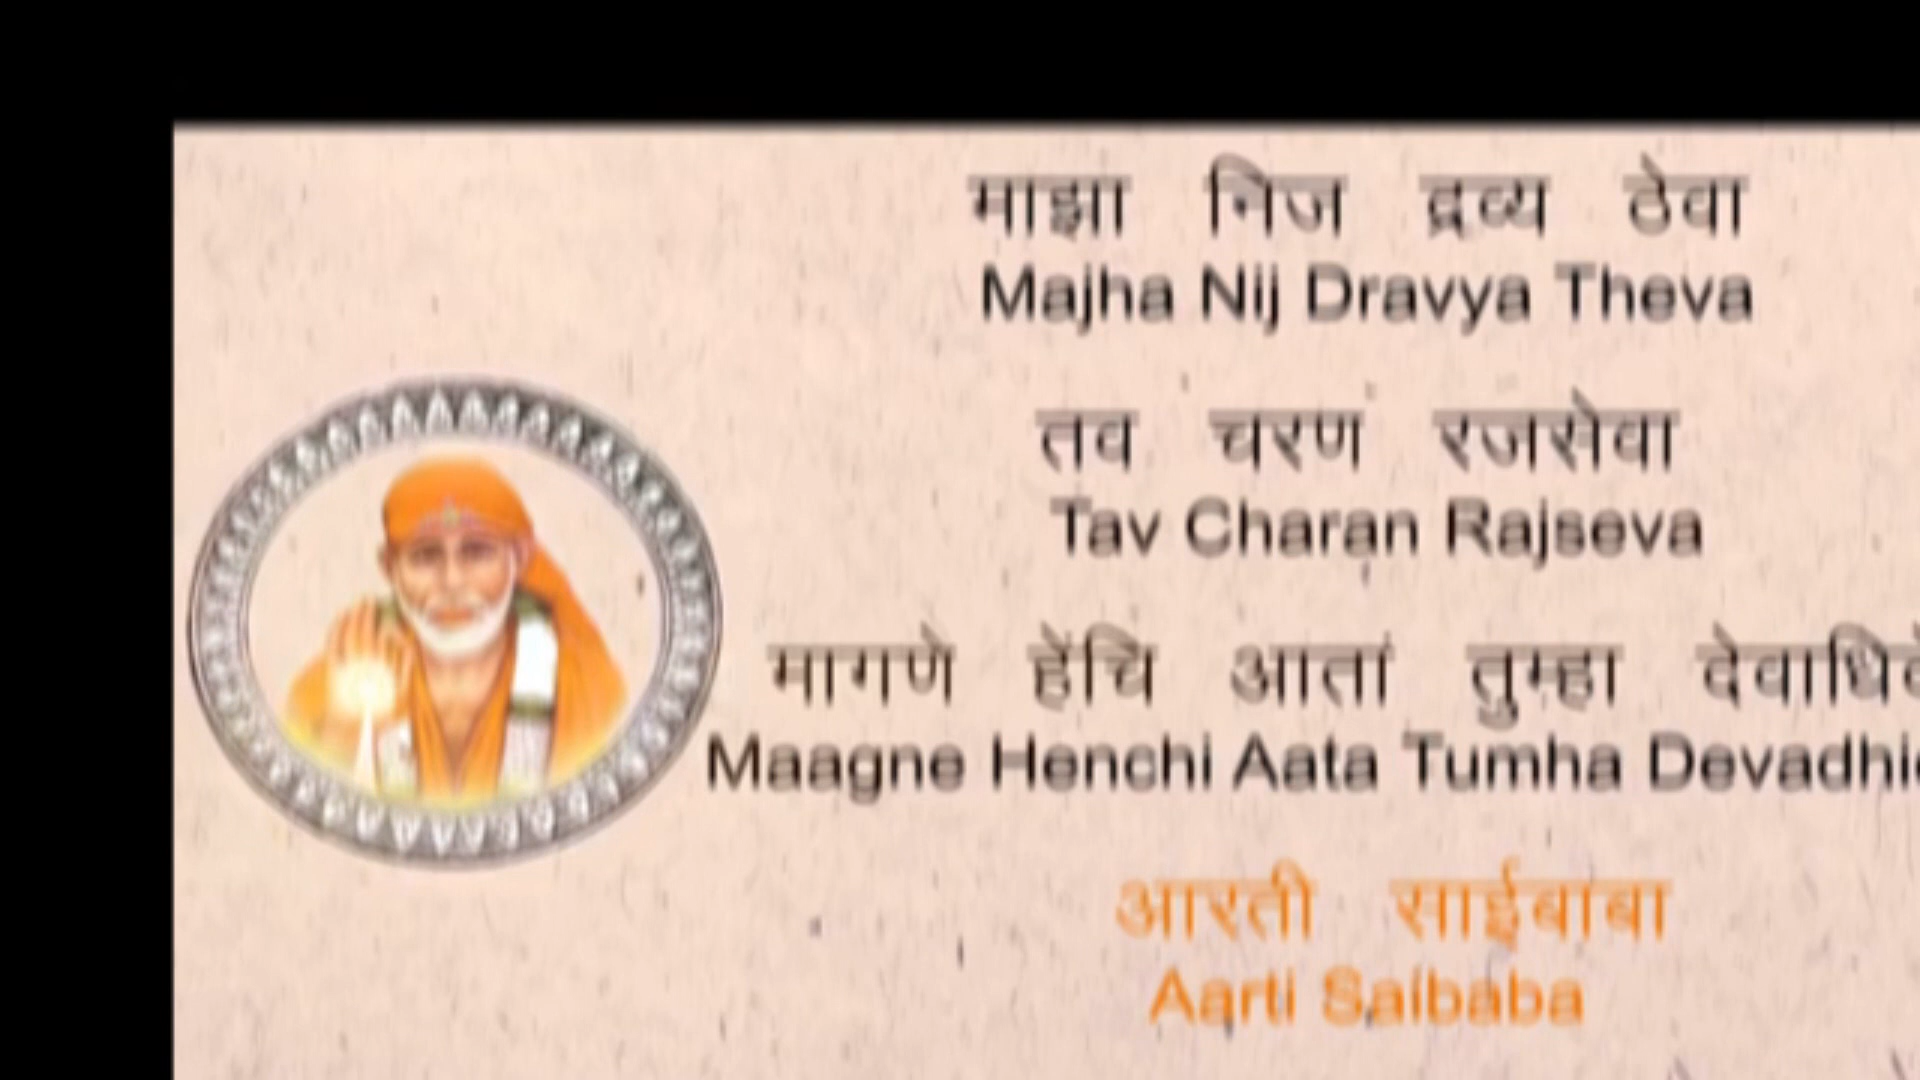 माझा निज द्रव्य ठेवा
Majha Nij Dravya Theva
तव चरण रजसेवा
Tav Charan Rajseva
मागणे हेंचि आतां तुम्हा
Maagne Henchi Aata Tumha
आरती साईबाबा
Aarti Saibaba